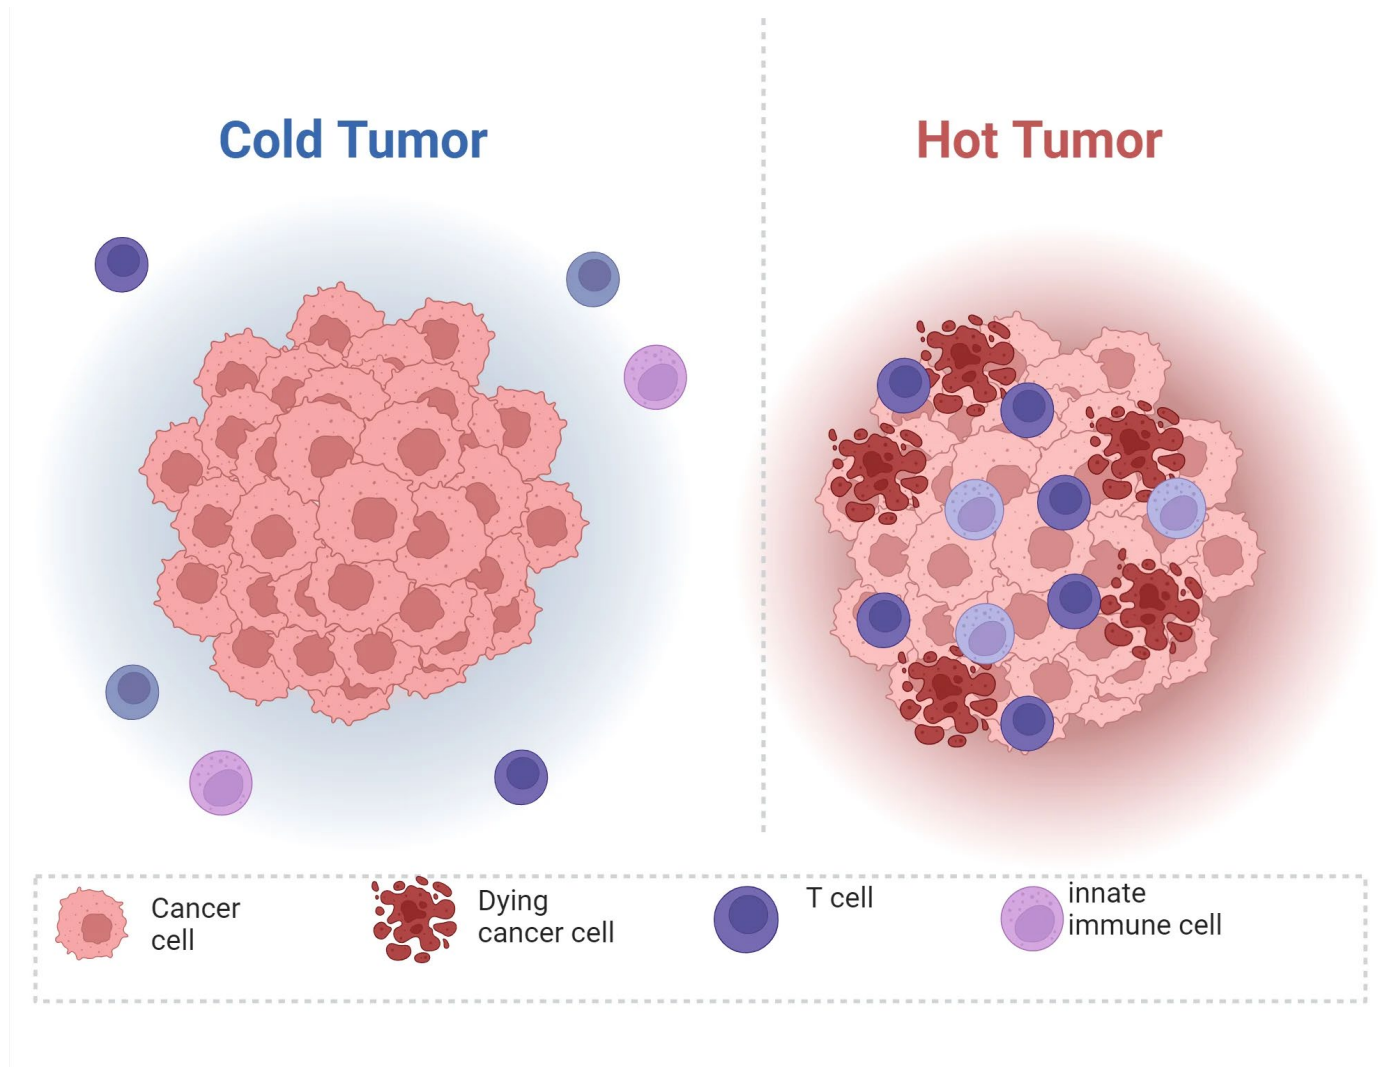 Cold Tumor
Hot Tumor
Cancer
cell
Dying
cancer cell
T cell
innate
immune cell